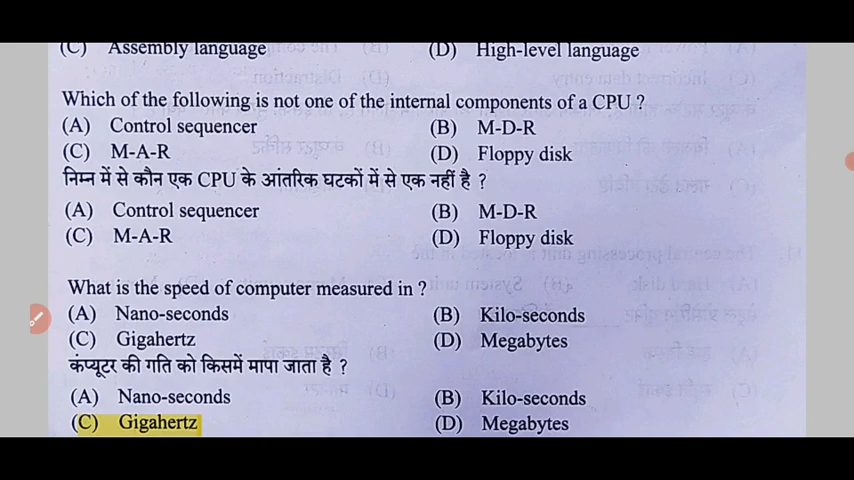 (C) Assembly language (D) High-level language
Which of the following is not one of the internal components of a CPU ?
(A) Control sequencer (B) M-D-R
(C) M-A-R (D) Floppy disk
निम्न में से कौन एक CPU के आंतरिक घटकों में से एक नहीं है ?
(A) Control sequencer (B) M-D-R
(C) M-A-R (D) Floppy disk
What is the speed of computer measured in ?
(A) Nano-seconds (B) Kilo-seconds
(C) Gigahertz (D) Megabytes
कंप्यूटर की गति को किसमें मापा जाता है ?
(A) Nano-seconds (B) Kilo-seconds
(C) Gigahertz (D) Megabytes